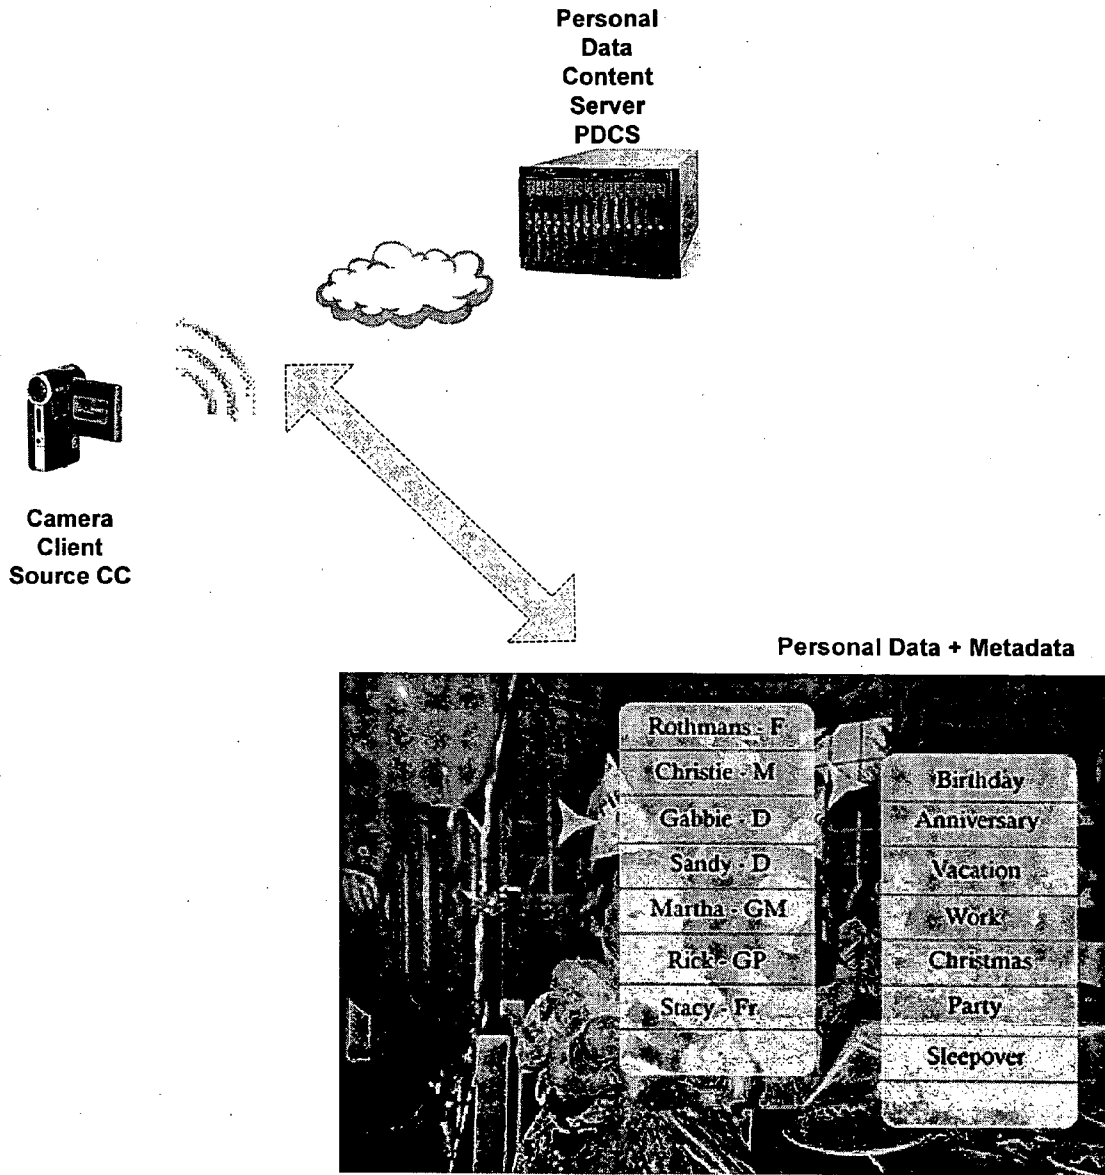 Personal
Data
Content
Server
PDCS
Camera
Client
Source CC
Personal Data + Metadata
Rothmans - F
Christie - M
Gabbie - D
Sandy - D
Martha - GM
Rick - GP
Stacy - Fr
Birthday
Anniversary
Vacation
Work
Christmas
Party
Sleepover